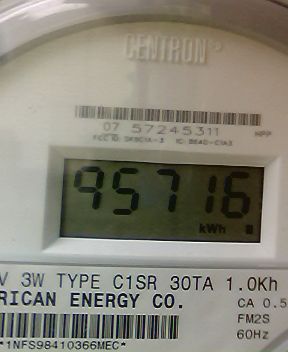 CENTRON
07 57245311
HPP
95716
kWh
V 3W TYPE C1SR 30TA 1.0Kh
RICAN ENERGY CO.
CA 0.5
FM2S
60Hz
*1NFS98410366MEC*